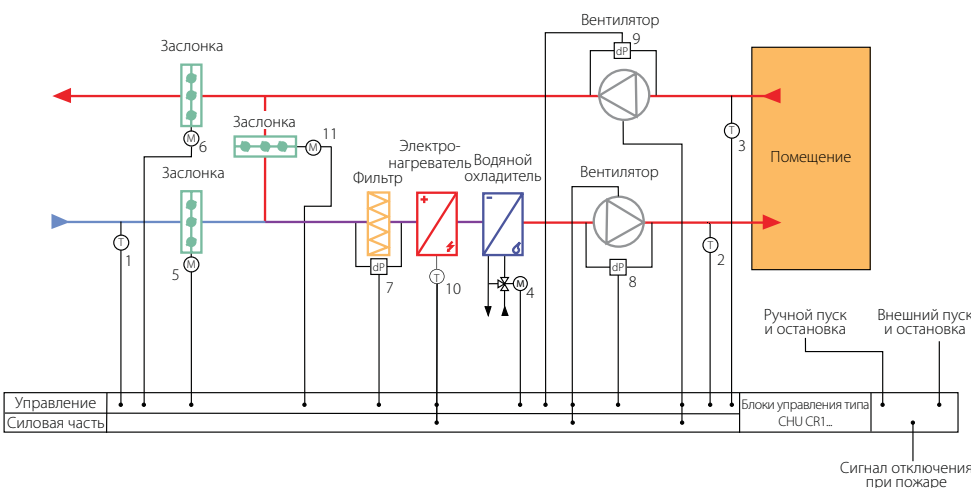 Вентилятор
9
dP
Заслонка
M
6
Заслонка
M
11
T
3
Помещение
Электро-
нагреватель
Водяной
охладитель
Фильтр
Заслонка
Вентилятор
T
1
M
5
dP
7
T
10
M
4
dP
8
T
2
Ручной пуск
и остановка
Внешний пуск
и остановка
Управление
Силовая часть
Блоки управления типа
CHU CR1...
Сигнал отключения
при пожаре